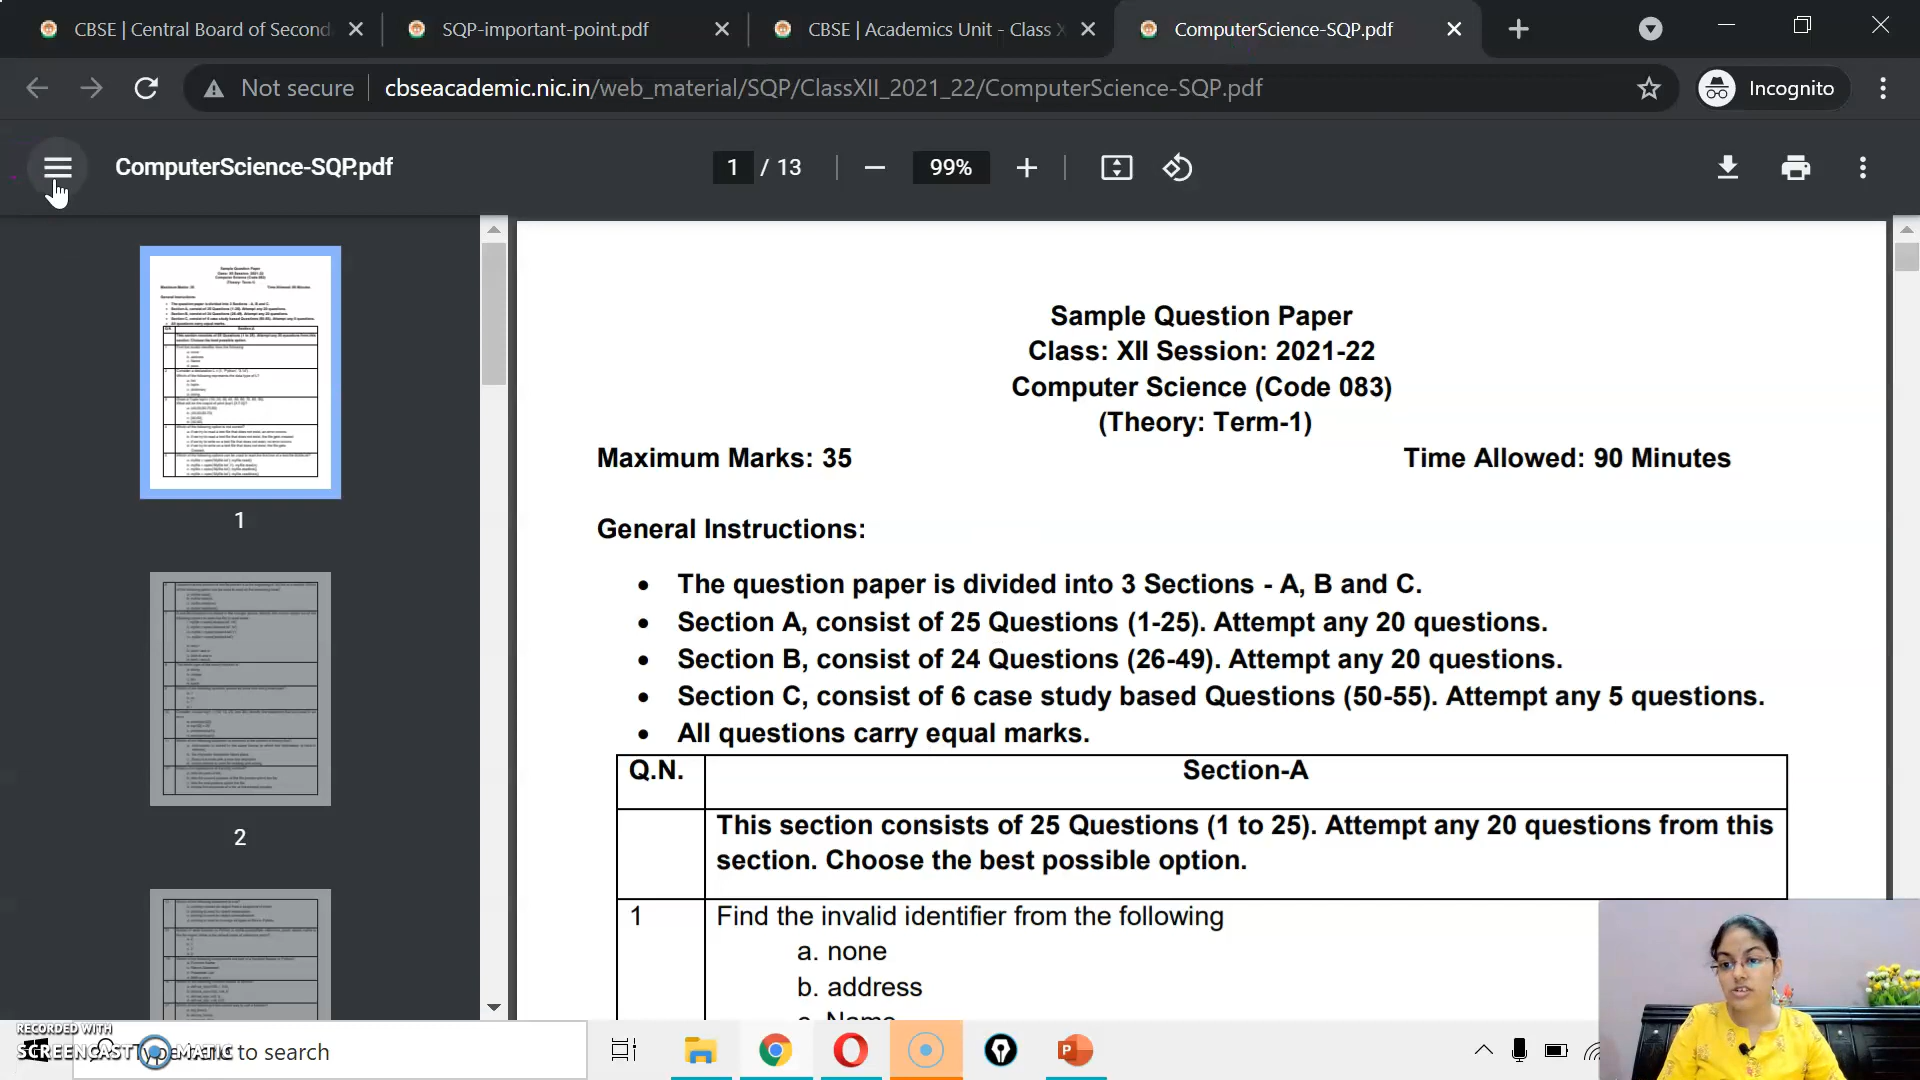 CBSE | Central Board of Second
SQP-important-point.pdf
CBSE | Academics Unit - Class X
ComputerScience-SQP.pdf
Not secure
cbseacademic.nic.in/web_material/SQP/ClassXII_2021_22/ComputerScience-SQP.pdf
Incognito
ComputerScience-SQP.pdf
1 / 13
99%
1
2
Sample Question Paper
Class: XII Session: 2021-22
Computer Science (Code 083)
(Theory: Term-1)
Maximum Marks: 35 Time Allowed: 90 Minutes
General Instructions:
• The question paper is divided into 3 Sections - A, B and C.
• Section A, consist of 25 Questions (1-25). Attempt any 20 questions.
• Section B, consist of 24 Questions (26-49). Attempt any 20 questions.
• Section C, consist of 6 case study based Questions (50-55). Attempt any 5 questions.
• All questions carry equal marks.
Q.N. Section-A
This section consists of 25 Questions (1 to 25). Attempt any 20 questions from this
section. Choose the best possible option.
1 Find the invalid identifier from the following
a. none
b. address
c. Name
RECORDED WITH
SCREENCAST MATIC
Type here to search